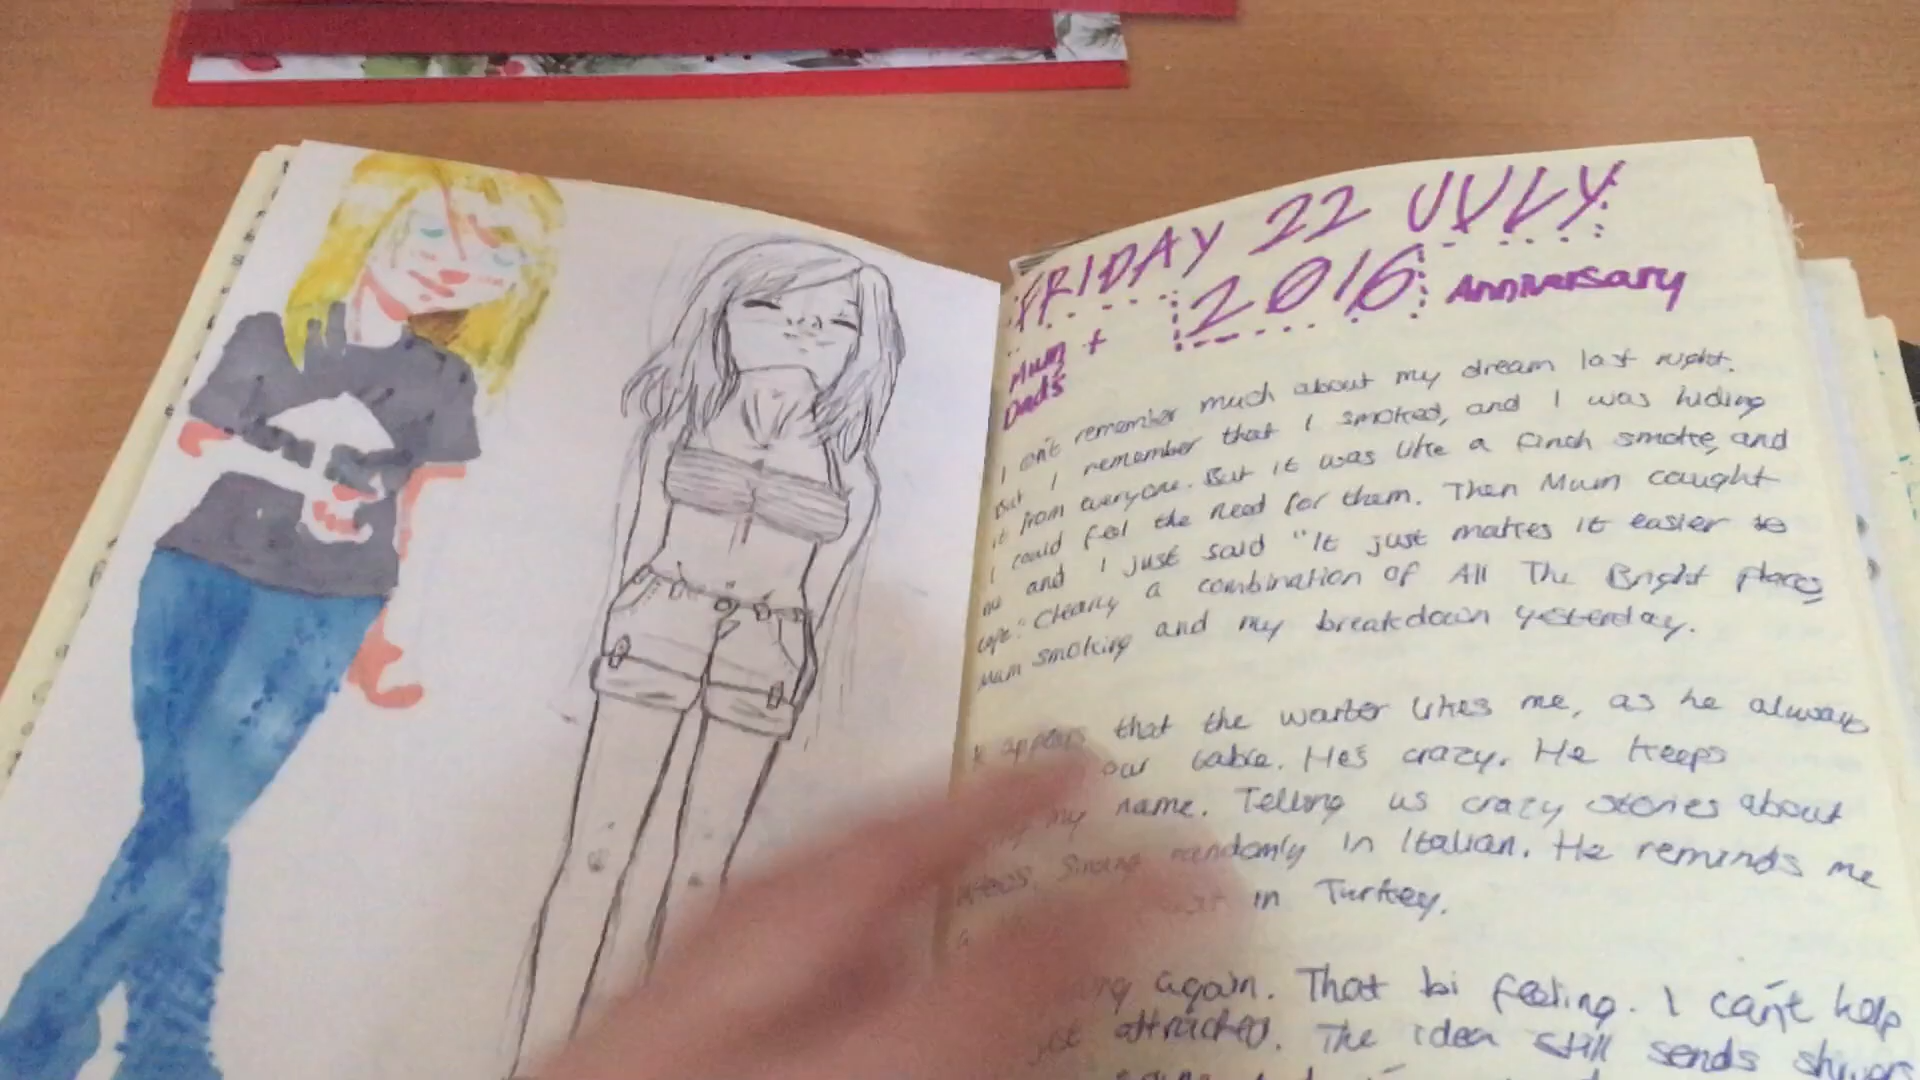 FRIDAY 22 JULY
2016 Anniversary
Mum +
Dads
I on't remember much about my dream last night.
But I remember that I smoked, and I was hiding
it from everyone. But it was like a Finch smoke, and
I could feel the need for them. Then Mum caught
me and I just said "It just makes it easier to
cope." Clearly a combination of All The Bright Places,
Mum smoking and my breakdown yesterday.
It appears that the waiter likes me, as he always
our table. He's crazy. He keeps
my name. Telling us crazy stories about
Singing randomly in Italian. He reminds me
a in Turkey.
again. That bi feeling. I can't help
attracted. The idea still sends shivers